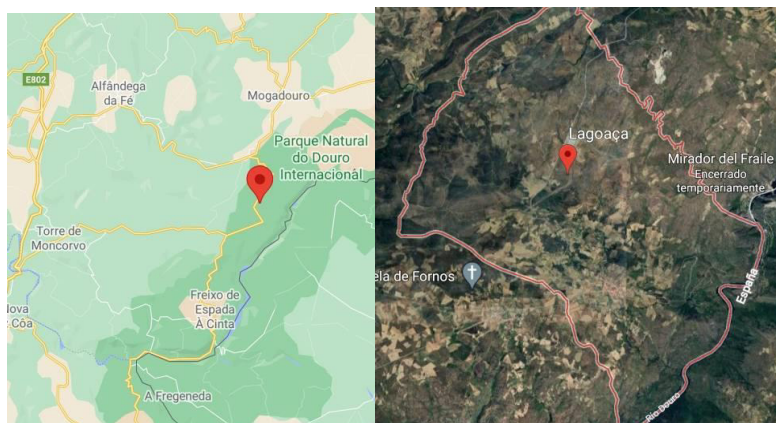 E802
Alfândega
da Fé
Mogadouro
Parque Natural
do Douro
Internacional
Torre de
Moncorvo
Freixo de
Espada
À Cinta
Nova
z Côa
A Fregeneda
Lagoaça
Mirador del Fraile
Encerrado
temporariamente
ela de Fornos
España
Rio Douro